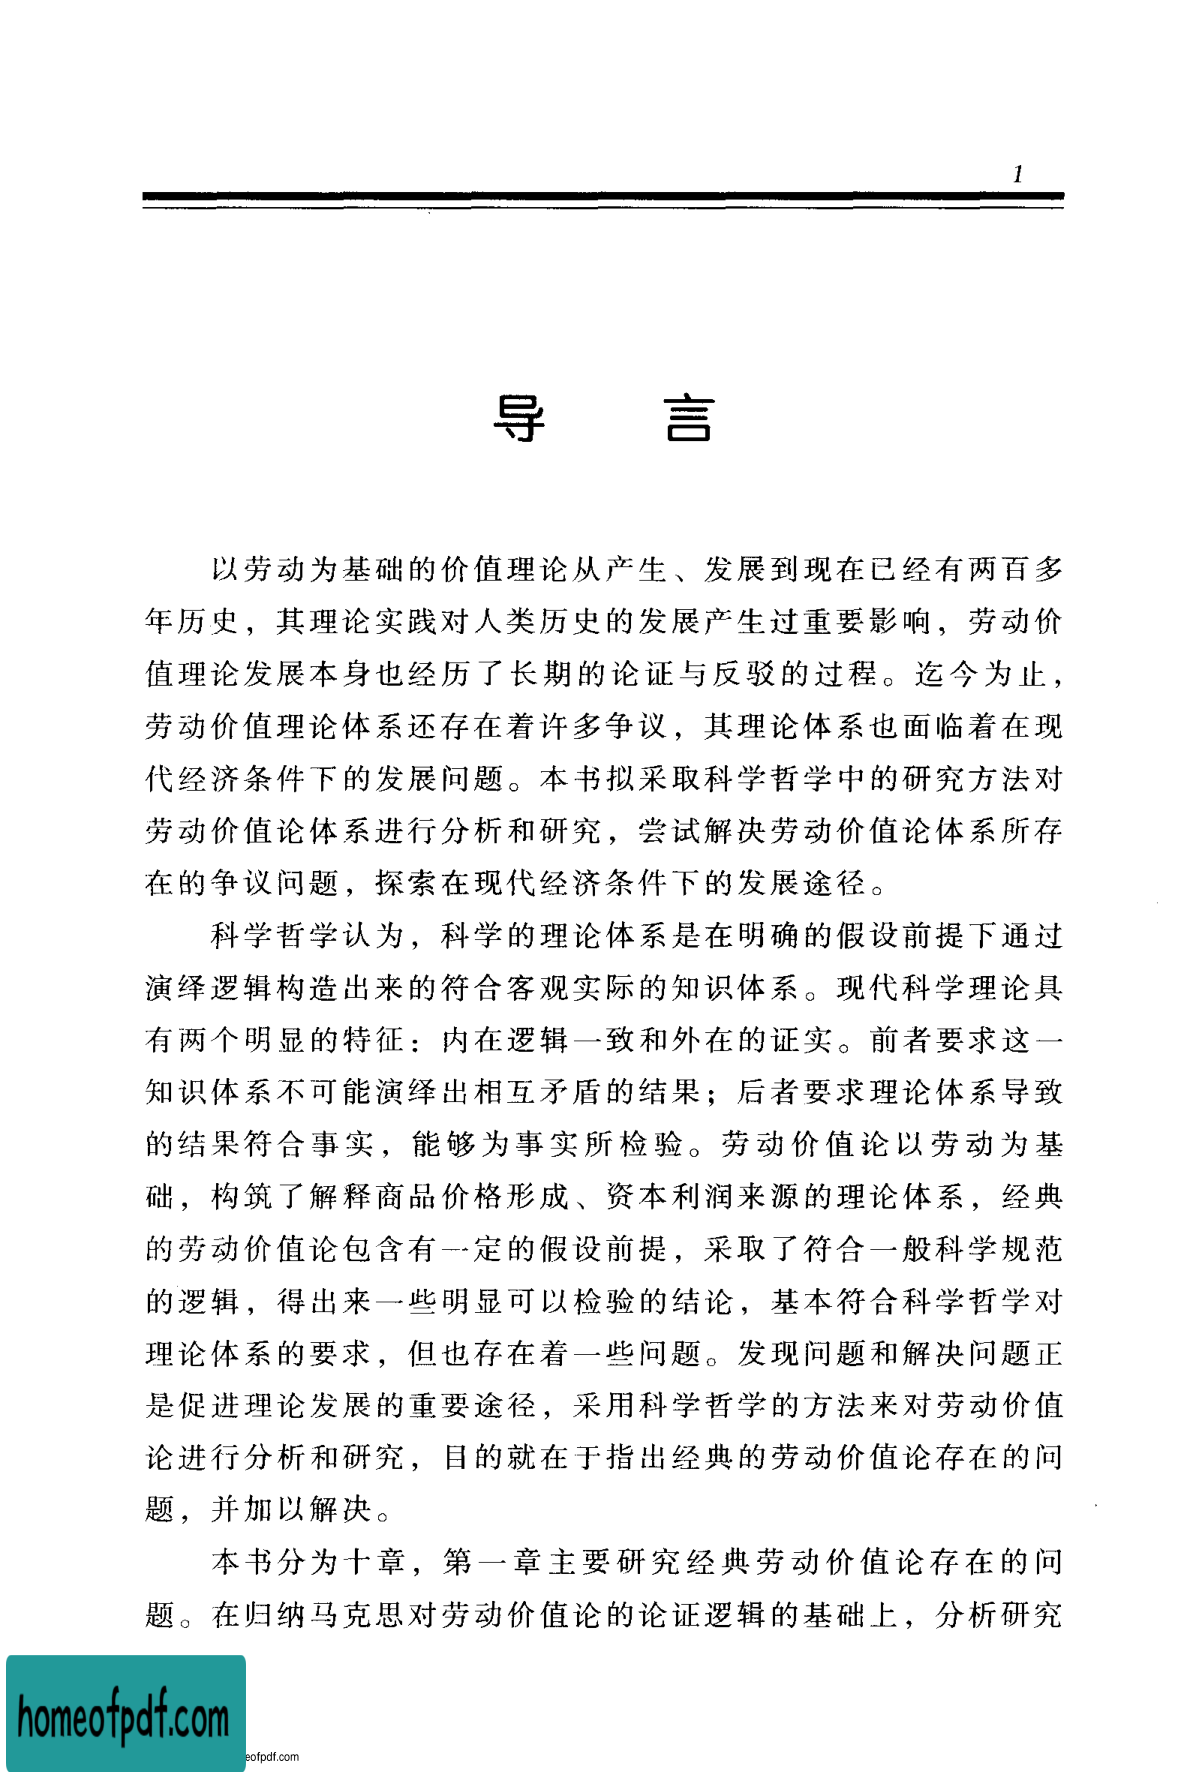 1
导 言
以劳动为基础的价值理论从产生、发展到现在已经有两百多
年历史，其理论实践对人类历史的发展产生过重要影响，劳动价
值理论发展本身也经历了长期的论证与反驳的过程。迄今为止，
劳动价值理论体系还存在着许多争议，其理论体系也面临着在现
代经济条件下的发展问题。本书拟采取科学哲学中的研究方法对
劳动价值论体系进行分析和研究，尝试解决劳动价值论体系所存
在的争议问题，探索在现代经济条件下的发展途径。
科学哲学认为，科学的理论体系是在明确的假设前提下通过
演绎逻辑构造出来的符合客观实际的知识体系。现代科学理论具
有两个明显的特征：内在逻辑一致和外在的证实。前者要求这一
知识体系不可能演绎出相互矛盾的结果；后者要求理论体系导致
的结果符合事实，能够为事实所检验。劳动价值论以劳动为基
础，构筑了解释商品价格形成、资本利润来源的理论体系，经典
的劳动价值论包含有一定的假设前提，采取了符合一般科学规范
的逻辑，得出来一些明显可以检验的结论，基本符合科学哲学对
理论体系的要求，但也存在着一些问题。发现问题和解决问题正
是促进理论发展的重要途径，采用科学哲学的方法来对劳动价值
论进行分析和研究，目的就在于指出经典的劳动价值论存在的问
题，并加以解决。
本书分为十章，第一章主要研究经典劳动价值论存在的问
题。在归纳马克思对劳动价值论的论证逻辑的基础上，分析研究
homeofpdf.com
eofpdf.com